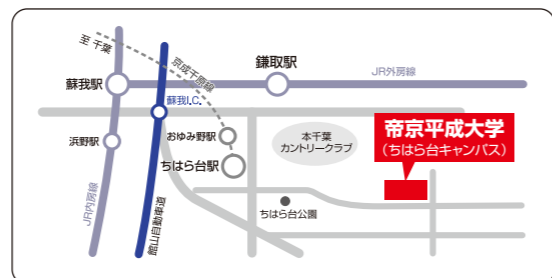 至 千葉
京成千原線
鎌取駅
JR外房線
蘇我駅
蘇我I.C.
浜野駅
おゆみ野駅
ちはら台駅
本千葉
カントリークラブ
帝京平成大学
(ちはら台キャンパス)
ちはら台公園
JR内房線
館山自動車道